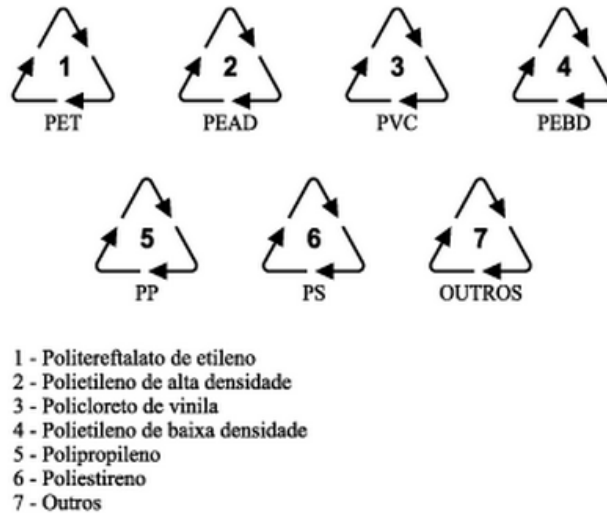 1 2 3 4
PET PEAD PVC PEBD
5 6 7
PP PS OUTROS
1 - Politereftalato de etileno
2 - Polietileno de alta densidade
3 - Policloreto de vinila
4 - Polietileno de baixa densidade
5 - Polipropileno
6 - Poliestireno
7 - Outros